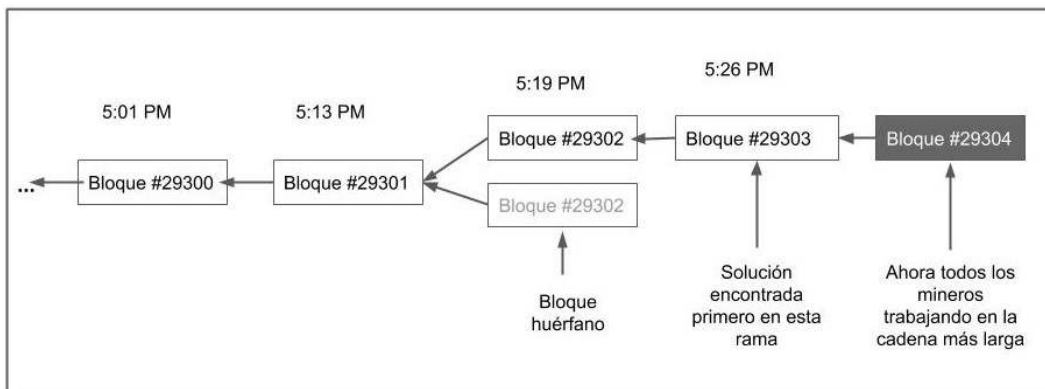 5:01 PM
5:13 PM
5:19 PM
5:26 PM
...
Bloque #29300
Bloque #29301
Bloque #29302
Bloque #29303
Bloque #29304
Bloque #29302
Bloque
huérfano
Solución
encontrada
primero en esta
rama
Ahora todos los
mineros
trabajando en la
cadena más larga